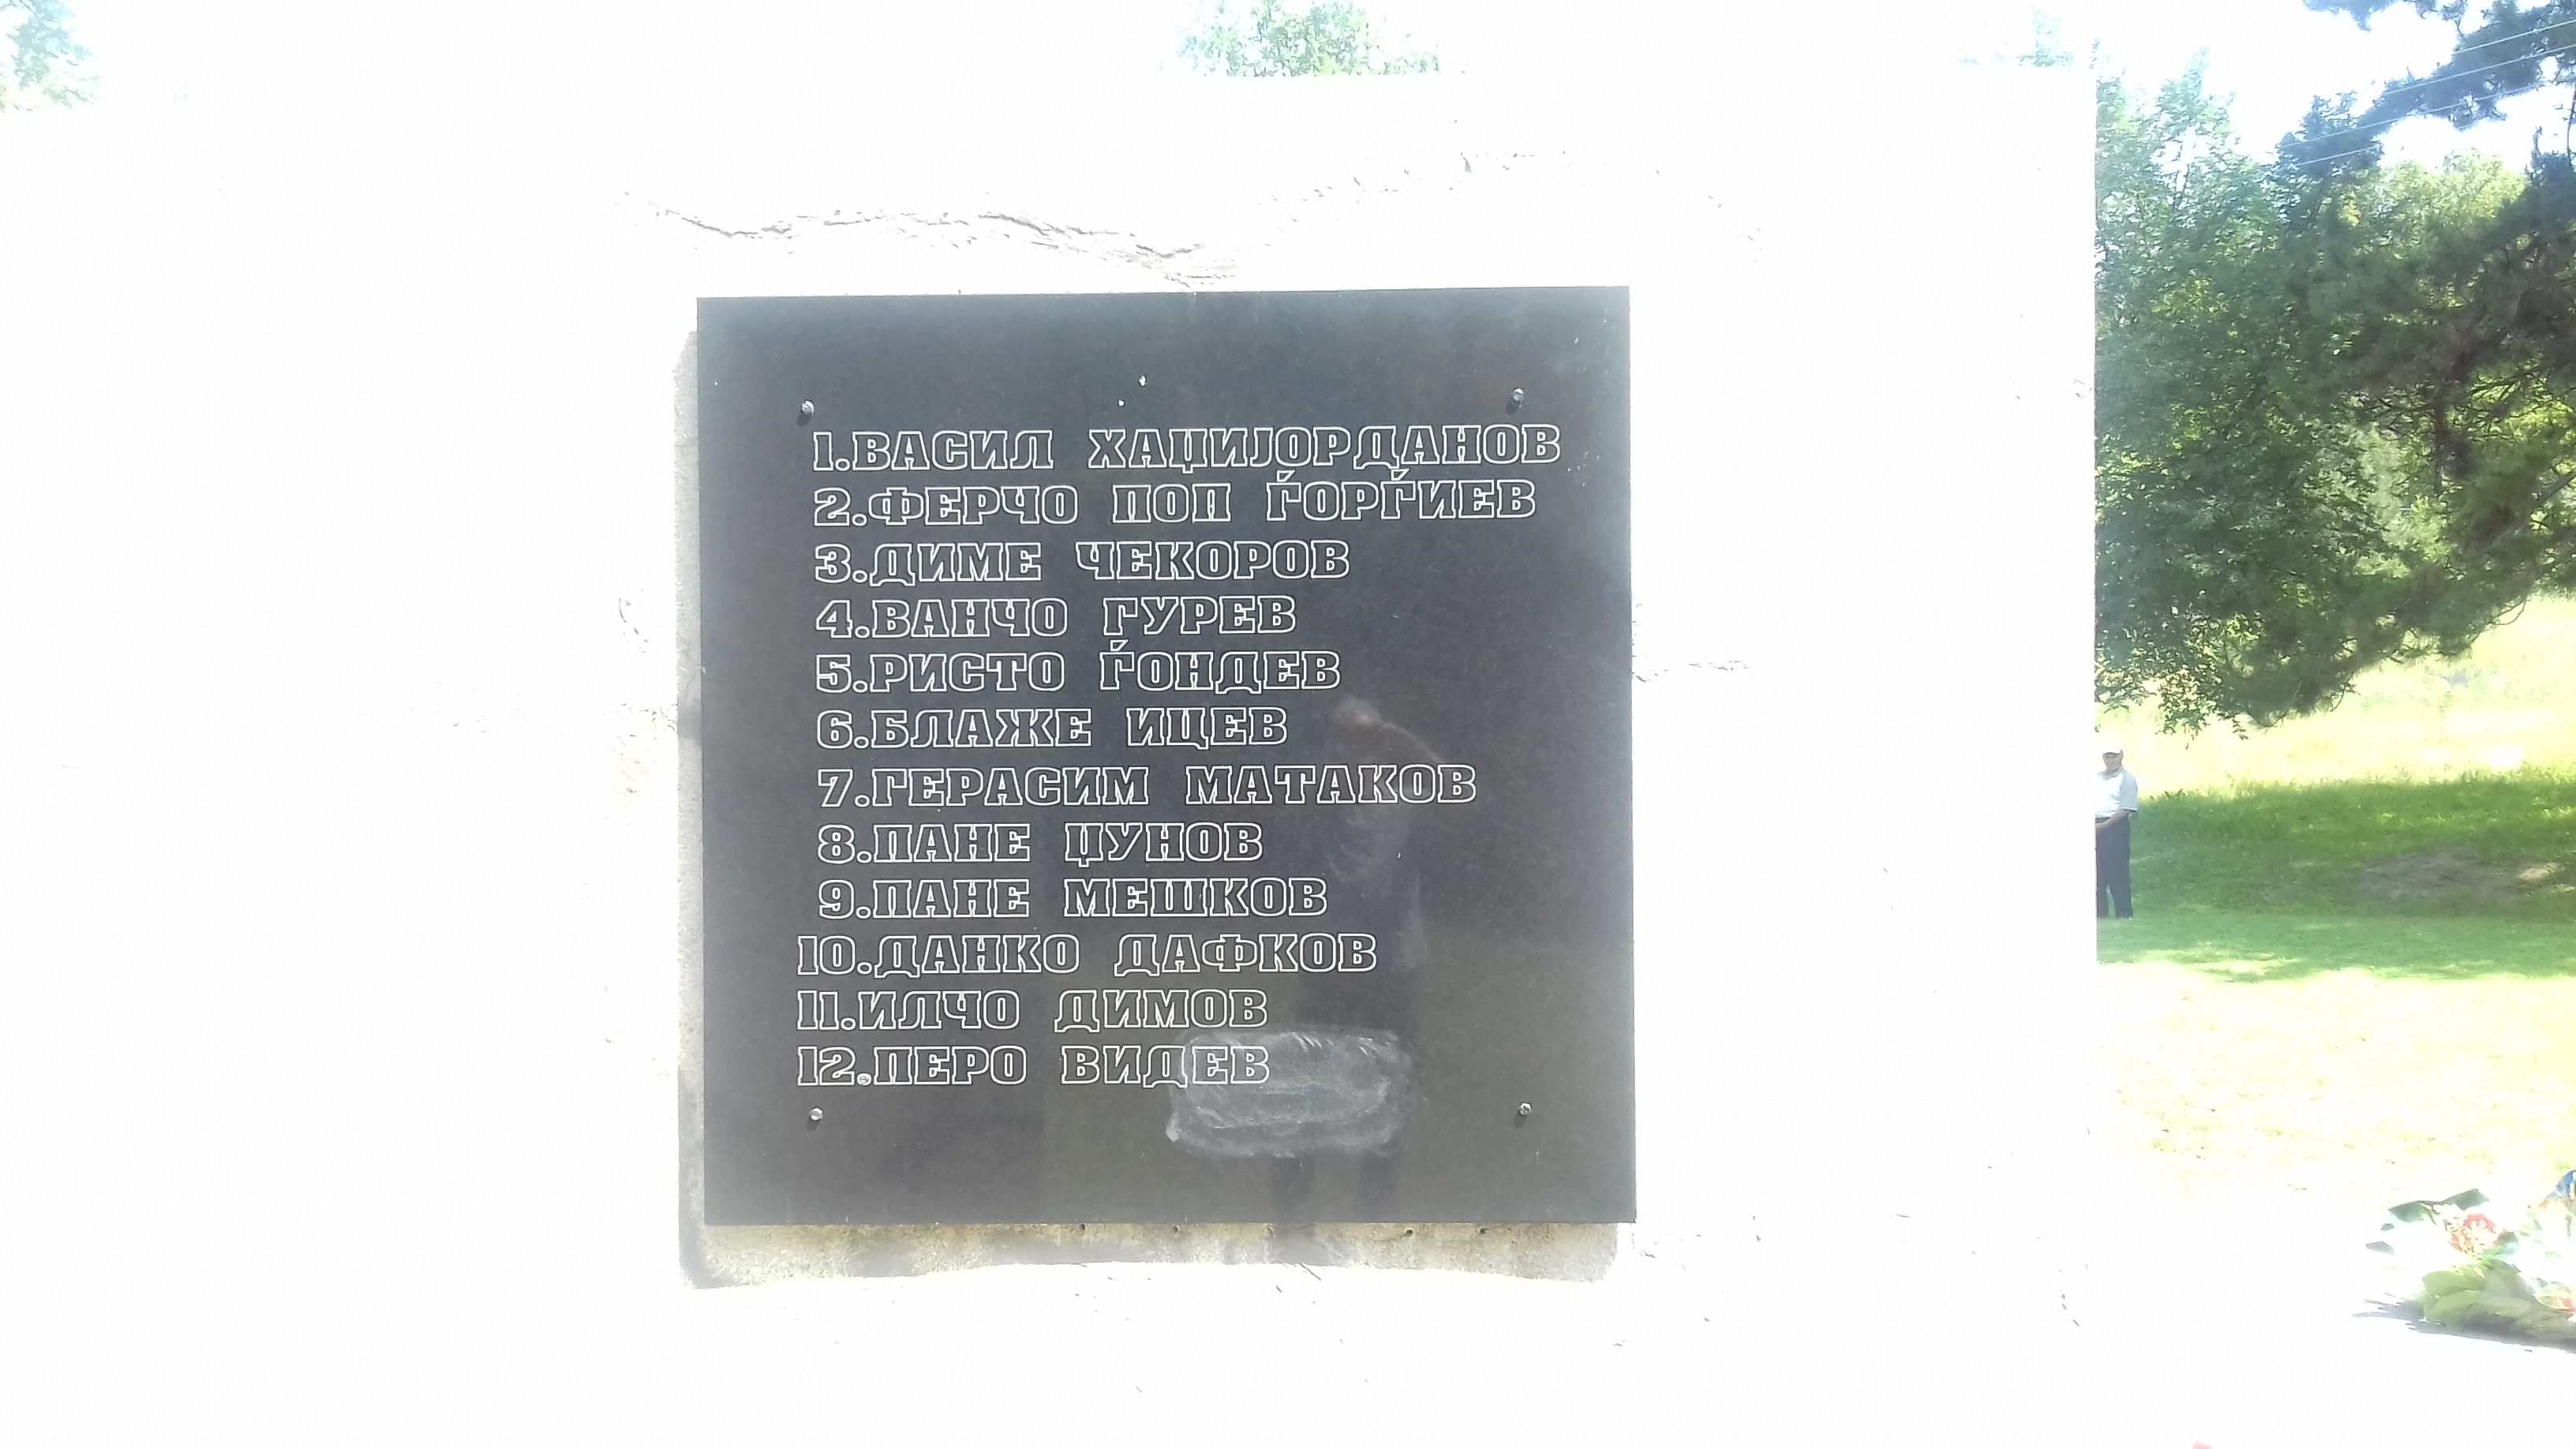 1.ВАСИЛ ХАЏИЈОРДАНОВ
2.ФЕРЧО ПОП ЃОРЃИЕВ
3.ДИМЕ ЧЕКОРОВ
4.ВАНЧО ГУРЕВ
5.РИСТО ЃОНДЕВ
6.БЛАЖЕ ИЦЕВ
7.ГЕРАСИМ МАТАКОВ
8.ПАНЕ ЏУНОВ
9.ПАНЕ МЕШКОВ
10.ДАНКО ДАФКОВ
11.ИЛЧО ДИМОВ
12.ПЕРО ВИДЕВ